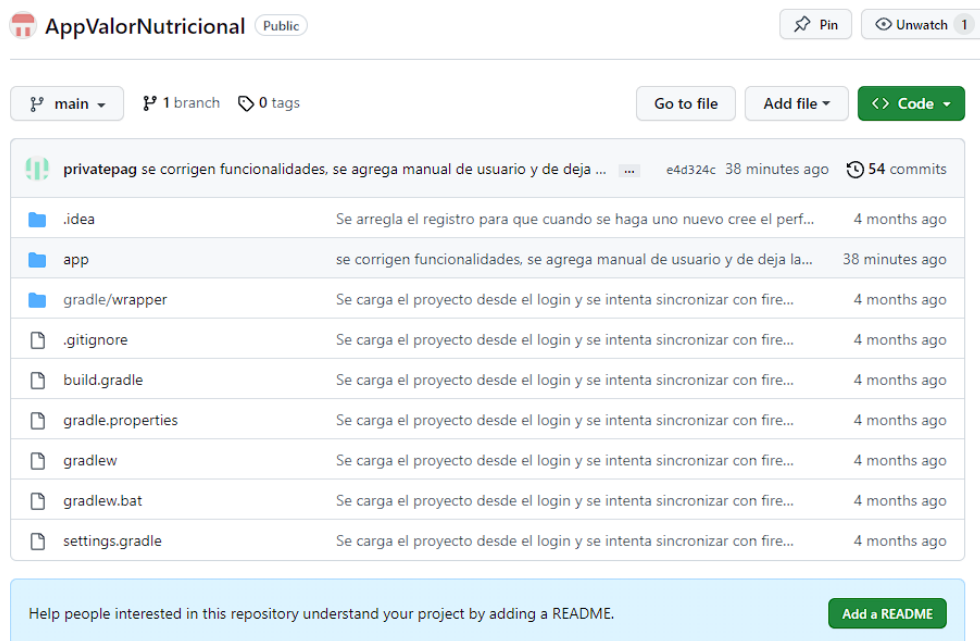 AppValorNutricional Public Pin Unwatch 1
main 1 branch 0 tags Go to file Add file Code
privatepag se corrigen funcionalidades, se agrega manual de usuario y de deja ... ... e4d324c 38 minutes ago 54 commits
.idea Se arregla el registro para que cuando se haga uno nuevo cree el perf... 4 months ago
app se corrigen funcionalidades, se agrega manual de usuario y de deja la... 38 minutes ago
gradle/wrapper Se carga el proyecto desde el login y se intenta sincronizar con fire... 4 months ago
.gitignore Se carga el proyecto desde el login y se intenta sincronizar con fire... 4 months ago
build.gradle Se carga el proyecto desde el login y se intenta sincronizar con fire... 4 months ago
gradle.properties Se carga el proyecto desde el login y se intenta sincronizar con fire... 4 months ago
gradlew Se carga el proyecto desde el login y se intenta sincronizar con fire... 4 months ago
gradlew.bat Se carga el proyecto desde el login y se intenta sincronizar con fire... 4 months ago
settings.gradle Se carga el proyecto desde el login y se intenta sincronizar con fire... 4 months ago
Help people interested in this repository understand your project by adding a README. Add a README